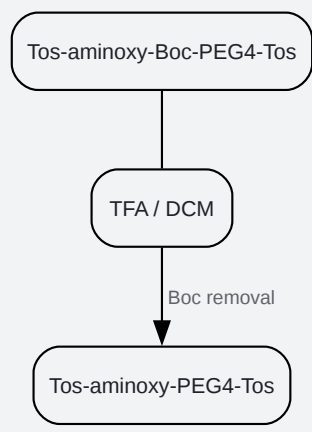 Tos-aminoxy-Boc-PEG4-Tos
TFA / DCM
Boc removal
Tos-aminoxy-PEG4-Tos